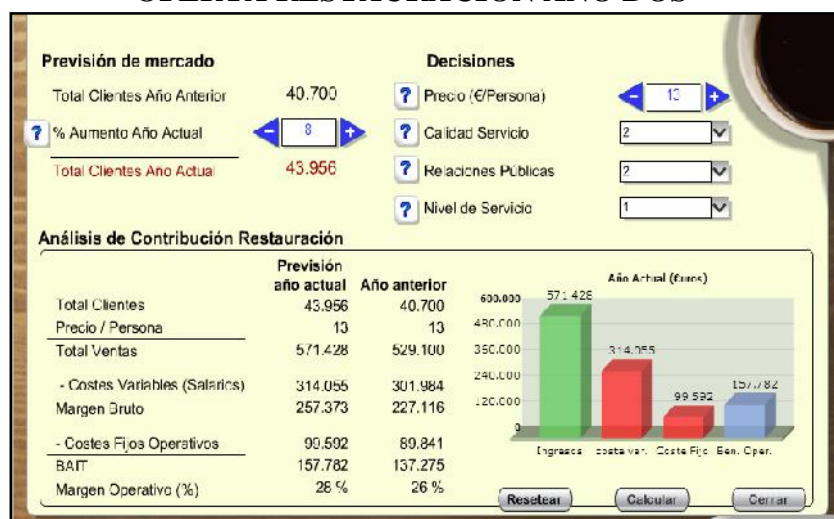 Previsión de mercado
Total Clientes Año Anterior 40.700
? % Aumento Año Actual - 8 +
Total Clientes Año Actual 43.956
Decisiones
? Precio (€/Persona) - 13 +
? Calidad Servicio 2
? Relaciones Públicas 2
? Nivel de Servicio 1
Análisis de Contribución Restauración
Previsión año actual Año anterior
Total Clientes 43.956 40.700
Precio / Persona 13 13
Total Ventas 571.428 529.100
- Costes Variables (Salarios) 314.055 301.984
Margen Bruto 257.373 227.116
- Costes Fijos Operativos 99.592 89.841
BAIT 157.782 137.275
Margen Operativo (%) 28 % 26 %
Año Actual (Euros)
600.000
480.000
360.000
240.000
120.000
0
571.428
314.055
99.592
157.782
Ingresos Coste Var. Coste Fijo Ben. Oper.
Resetear Calcular Cerrar